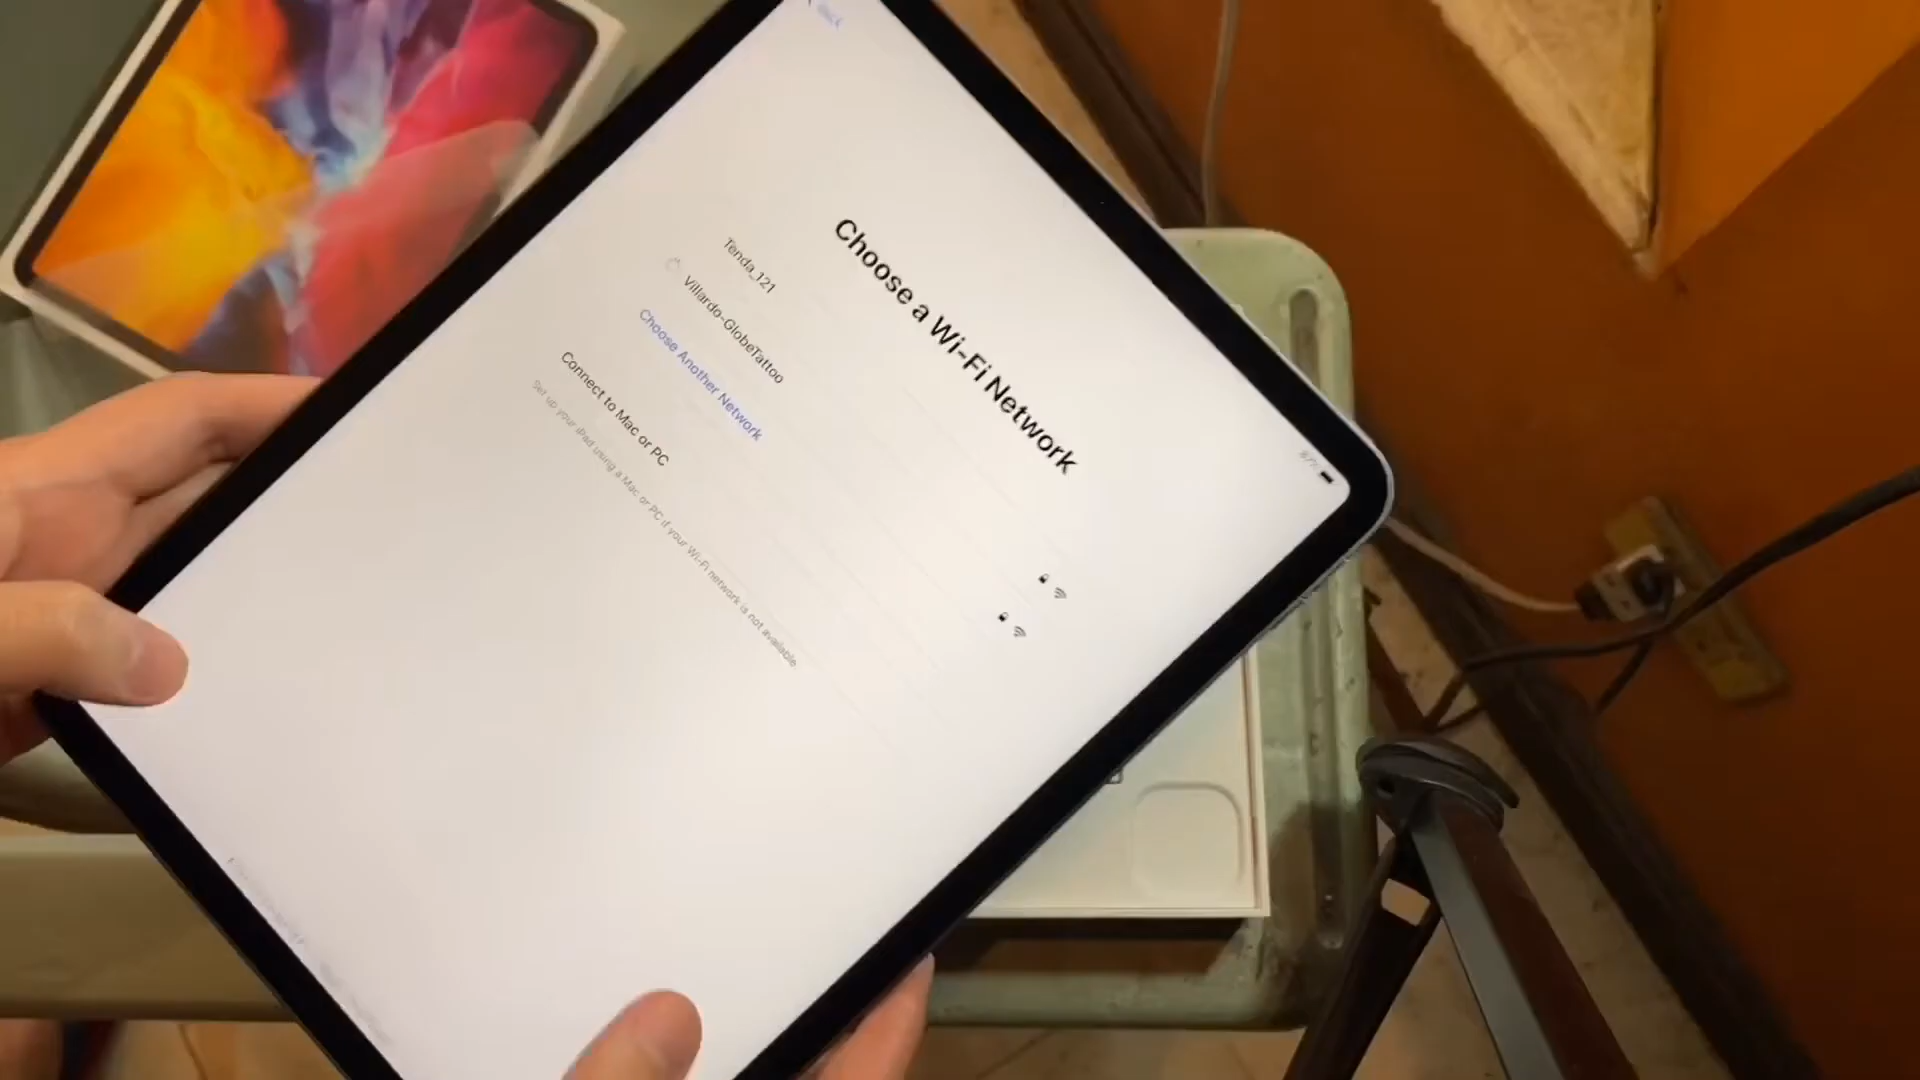 Back
Choose a Wi-Fi Network
Tenda_121
Villardo-GlobeTattoo
Choose Another Network
Connect to Mac or PC
Set up your iPad using a Mac or PC if your Wi-Fi network is not available.